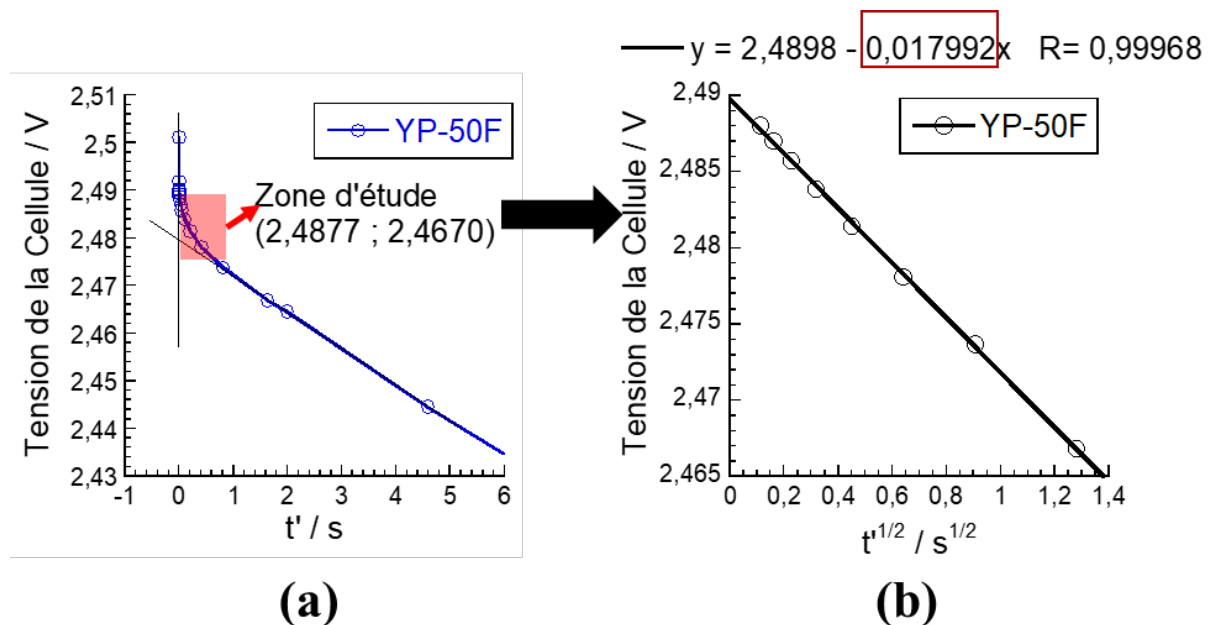 y = 2,4898 - 0,017992x R= 0,99968
2,51
2,5
2,49
2,48
2,47
2,46
2,45
2,44
2,43
-1 0 1 2 3 4 5 6
Tension de la Cellule / V
t' / s
YP-50F
Zone d'étude
(2,4877 ; 2,4670)
(a)
2,49
2,485
2,48
2,475
2,47
2,465
0 0,2 0,4 0,6 0,8 1 1,2 1,4
Tension de la Cellule / V
t'1/2 / s1/2
YP-50F
(b)